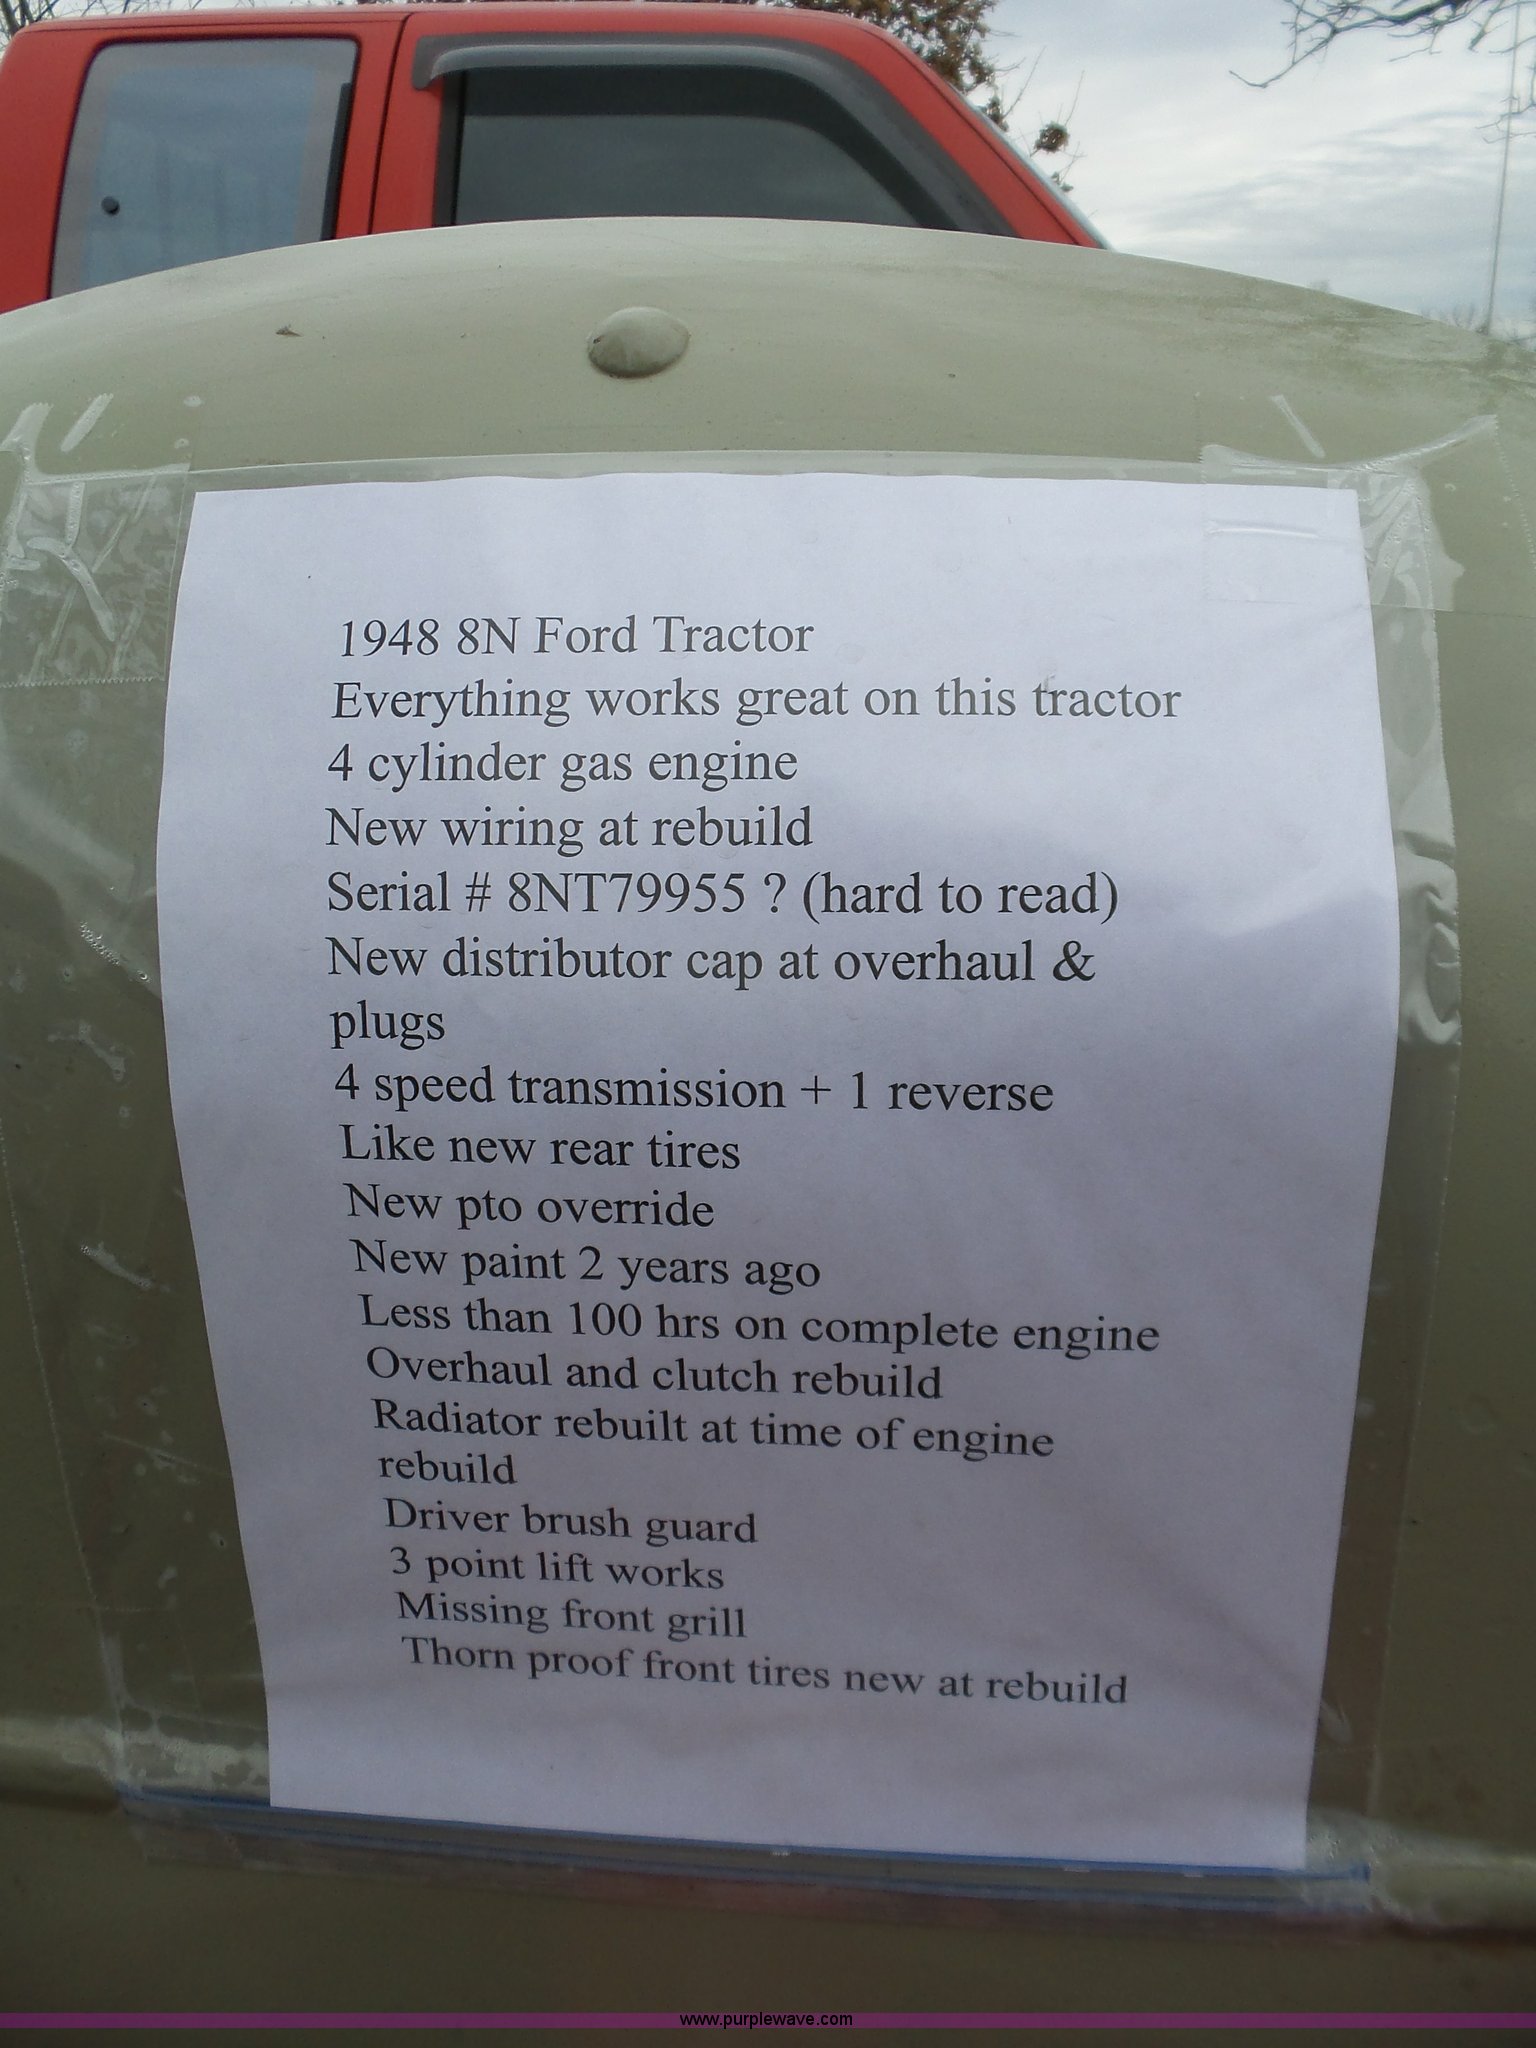 1948 8N Ford Tractor
Everything works great on this tractor
4 cylinder gas engine
New wiring at rebuild
Serial # 8NT79955 ? (hard to read)
New distributor cap at overhaul &
plugs
4 speed transmission + 1 reverse
Like new rear tires
New pto override
New paint 2 years ago
Less than 100 hrs on complete engine
Overhaul and clutch rebuild
Radiator rebuilt at time of engine
rebuild
Driver brush guard
3 point lift works
Missing front grill
Thorn proof front tires new at rebuild
www.purplewave.com